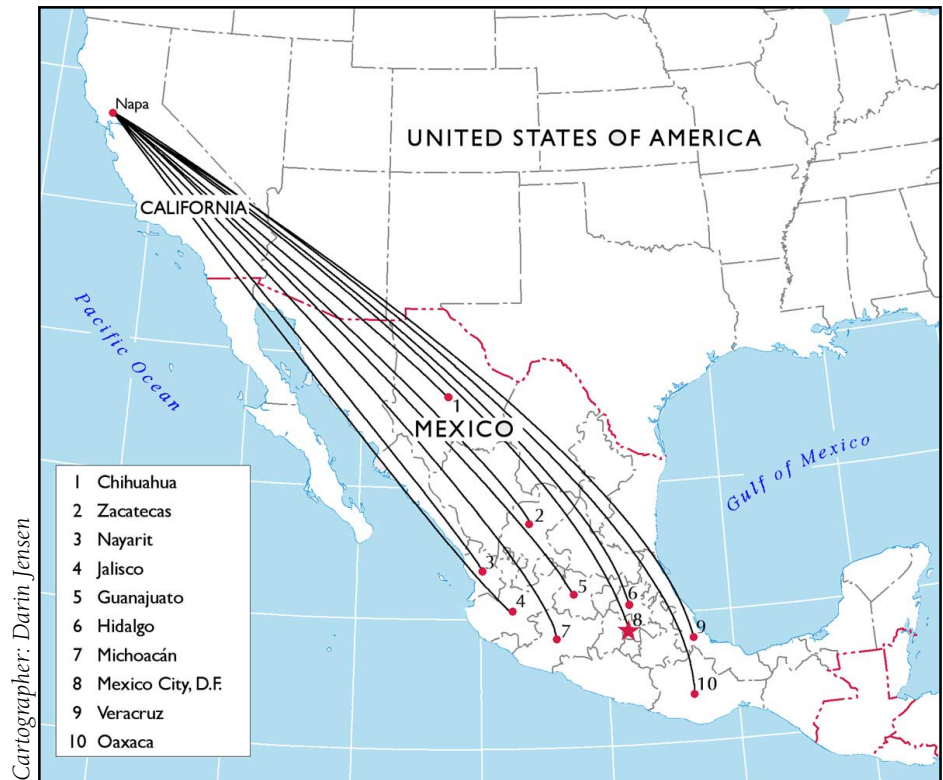 Napa
UNITED STATES OF AMERICA
CALIFORNIA
Pacific Ocean
1
MEXICO
Gulf of Mexico
2
3
4
5
6
7
8
9
10
1 Chihuahua
2 Zacatecas
3 Nayarit
4 Jalisco
5 Guanajuato
6 Hidalgo
7 Michoacán
8 Mexico City, D.F.
9 Veracruz
10 Oaxaca
Cartographer: Darin Jensen